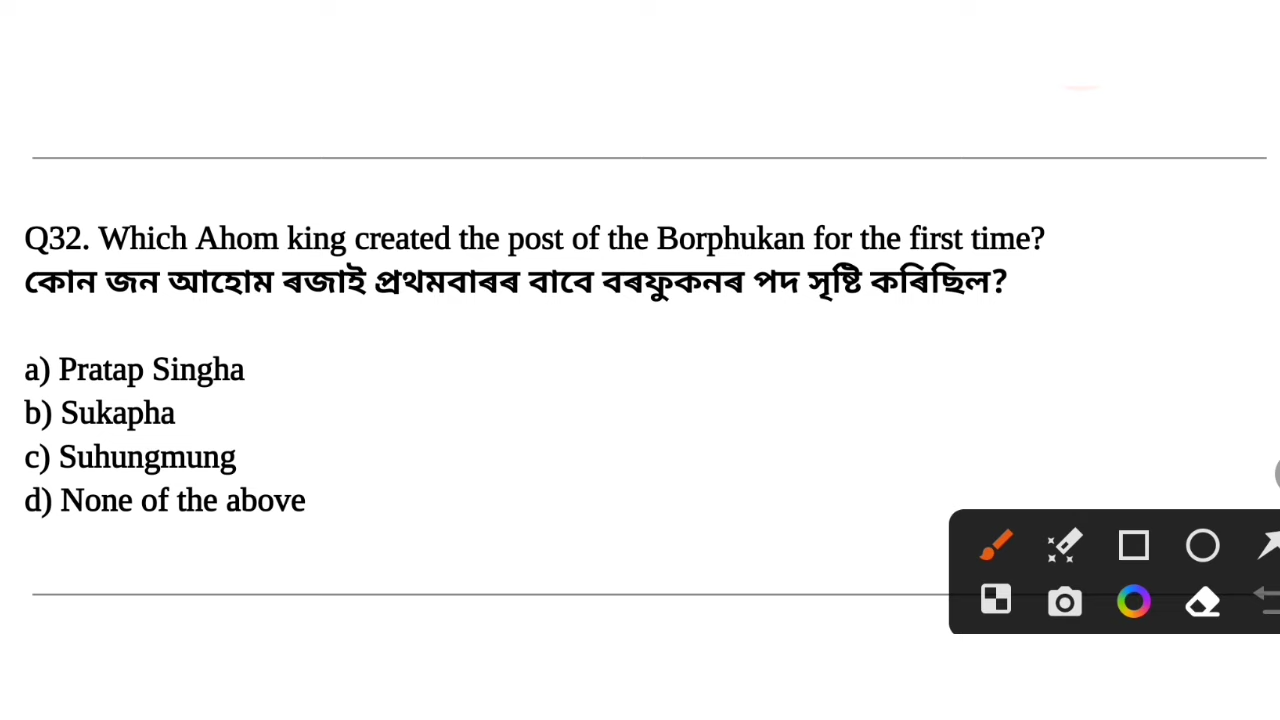 Q32. Which Ahom king created the post of the Borphukan for the first time?
কোন জন আহোম ৰজাই প্ৰথমবাৰৰ বাবে বৰফুকনৰ পদ সৃষ্টি কৰিছিল?
a) Pratap Singha
b) Sukapha
c) Suhungmung
d) None of the above